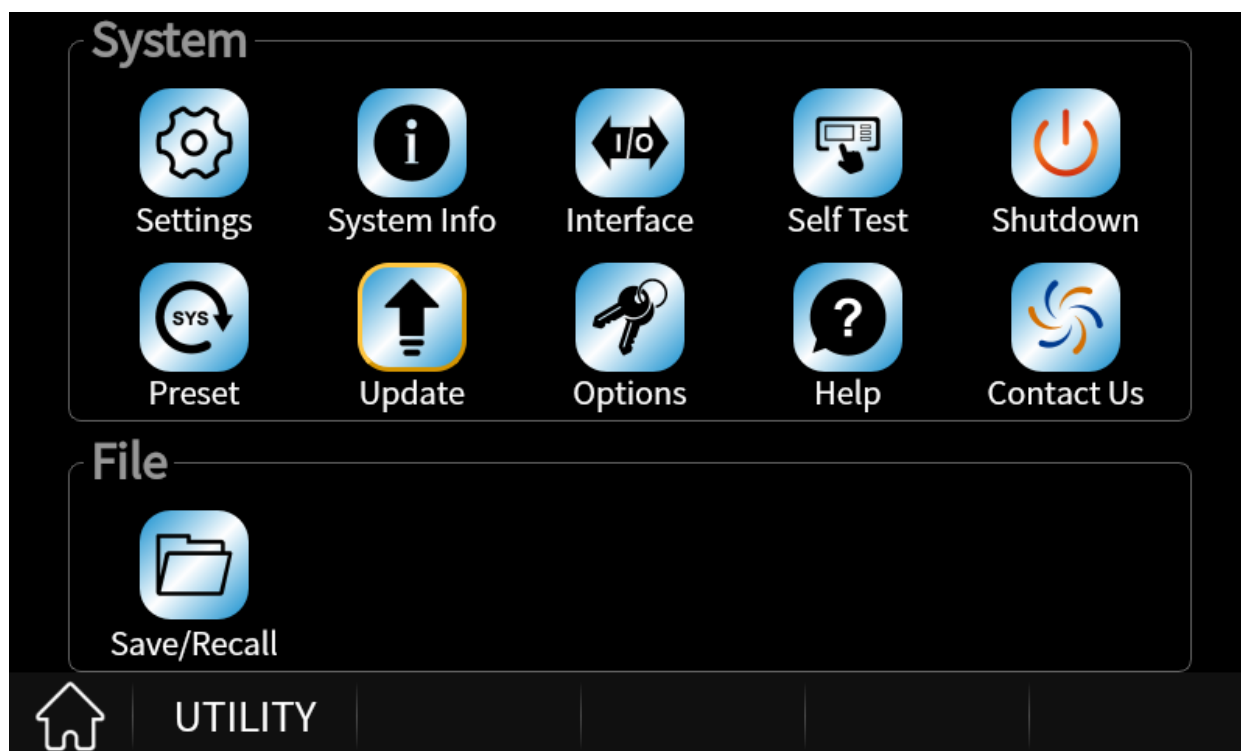 System
i
I/O
Settings
System Info
Interface
Self Test
Shutdown
SYS
?
Preset
Update
Options
Help
Contact Us
File
Save/Recall
UTILITY